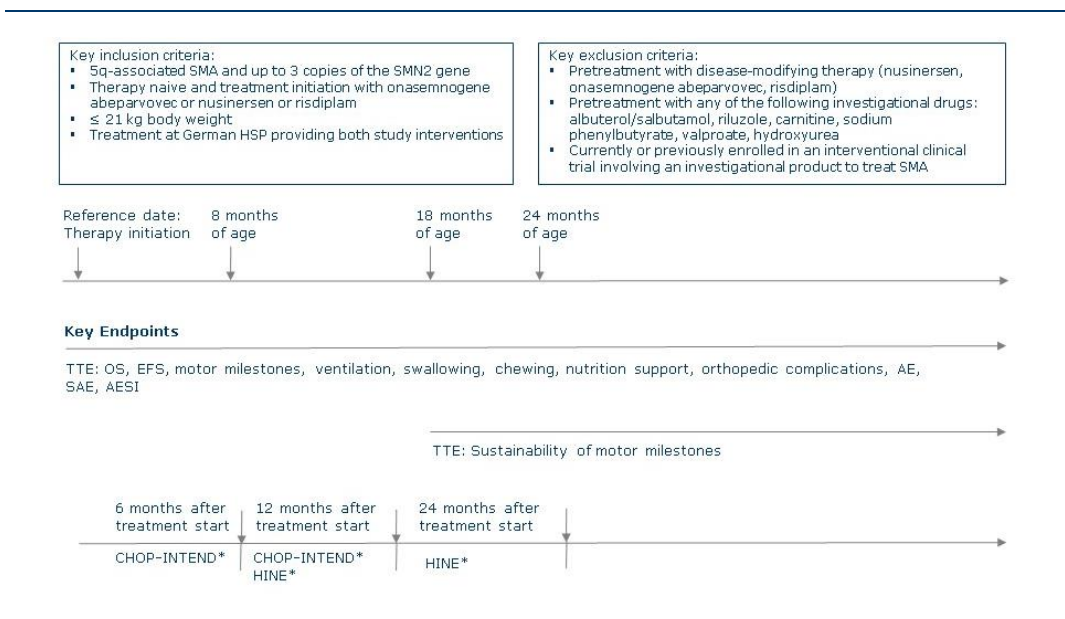 Key inclusion criteria:
▪ 5q-associated SMA and up to 3 copies of the SMN2 gene
▪ Therapy naive and treatment initiation with onasemnogene
abeparvovec or nusinersen or risdiplam
▪ ≤ 21 kg body weight
▪ Treatment at German HSP providing both study interventions
Key exclusion criteria:
▪ Pretreatment with disease-modifying therapy (nusinersen,
onasemnogene abeparvovec, risdiplam)
▪ Pretreatment with any of the following investigational drugs:
albuterol/salbutamol, riluzole, carnitine, sodium
phenylbutyrate, valproate, hydroxyurea
▪ Currently or previously enrolled in an interventional clinical
trial involving an investigational product to treat SMA
Reference date:
Therapy initiation
8 months
of age
18 months
of age
24 months
of age
Key Endpoints
TTE: OS, EFS, motor milestones, ventilation, swallowing, chewing, nutrition support, orthopedic complications, AE,
SAE, AESI
TTE: Sustainability of motor milestones
6 months after
treatment start
12 months after
treatment start
24 months after
treatment start
CHOP-INTEND*
CHOP-INTEND*
HINE*
HINE*